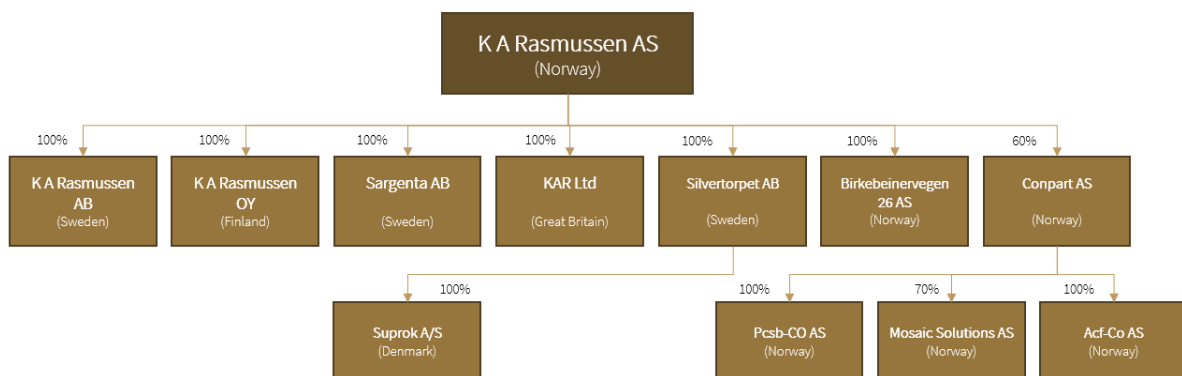 K A Rasmussen AS
(Norway)
100%
100%
100%
100%
100%
100%
60%
K A Rasmussen
AB
(Sweden)
K A Rasmussen
OY
(Finland)
Sargenta AB
(Sweden)
KAR Ltd
(Great Britain)
Silvertorpet AB
(Sweden)
Birkebeinervegen
26 AS
(Norway)
Conpart AS
(Norway)
100%
100%
70%
100%
Suprok A/S
(Denmark)
Pcsb-CO AS
(Norway)
Mosaic Solutions AS
(Norway)
Acf-Co AS
(Norway)